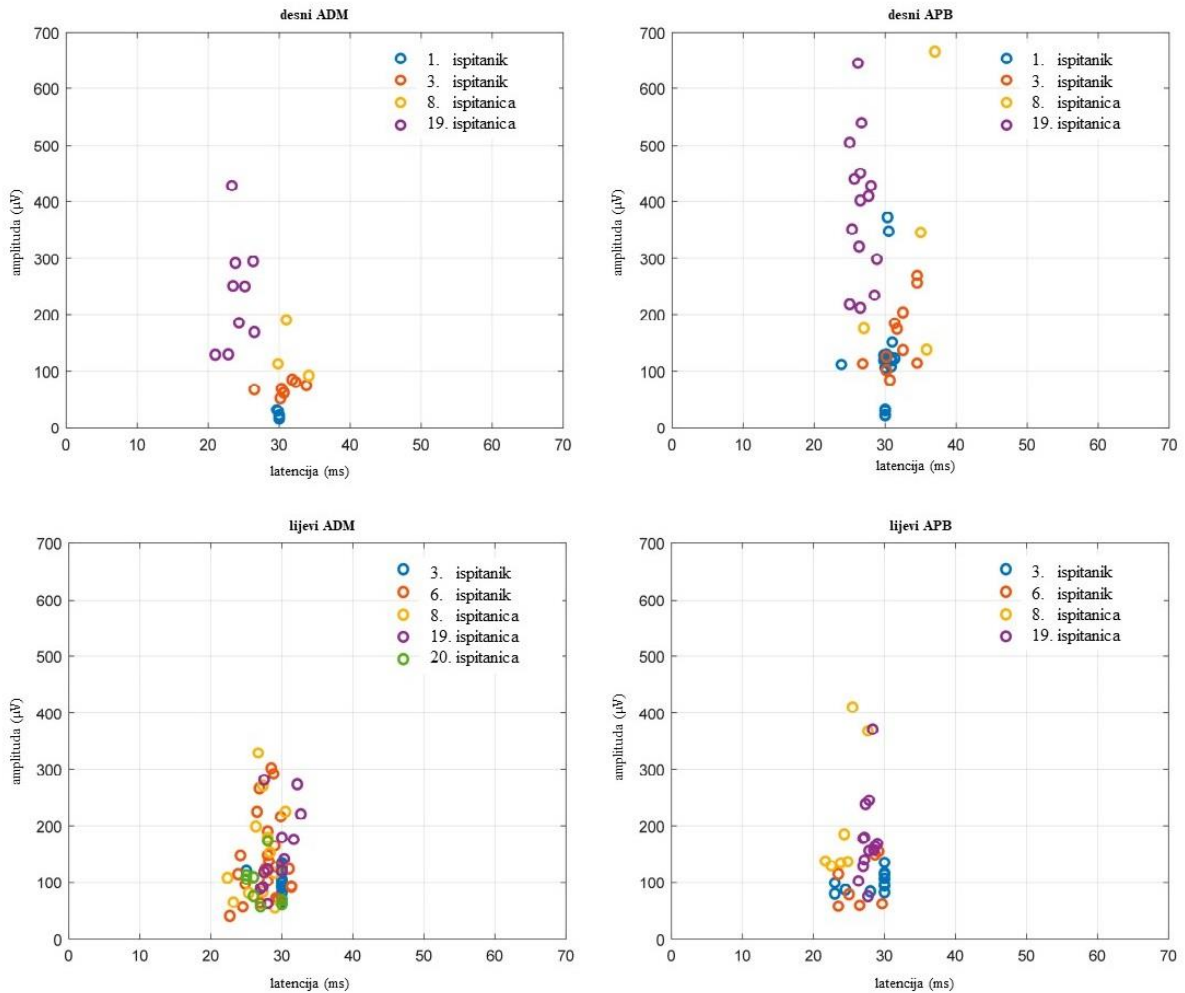 desni ADM
700
600
500
400
300
200
100
0
amplituda (µV)
1. ispitanik
3. ispitanik
8. ispitanica
19. ispitanica
0 10 20 30 40 50 60 70
latencija (ms)
desni APB
700
600
500
400
300
200
100
0
amplituda (µV)
1. ispitanik
3. ispitanik
8. ispitanica
19. ispitanica
0 10 20 30 40 50 60 70
latencija (ms)
lijevi ADM
700
600
500
400
300
200
100
0
amplituda (µV)
3. ispitanik
6. ispitanik
8. ispitanica
19. ispitanica
20. ispitanica
0 10 20 30 40 50 60 70
latencija (ms)
lijevi APB
700
600
500
400
300
200
100
0
amplituda (µV)
3. ispitanik
6. ispitanik
8. ispitanica
19. ispitanica
0 10 20 30 40 50 60 70
latencija (ms)